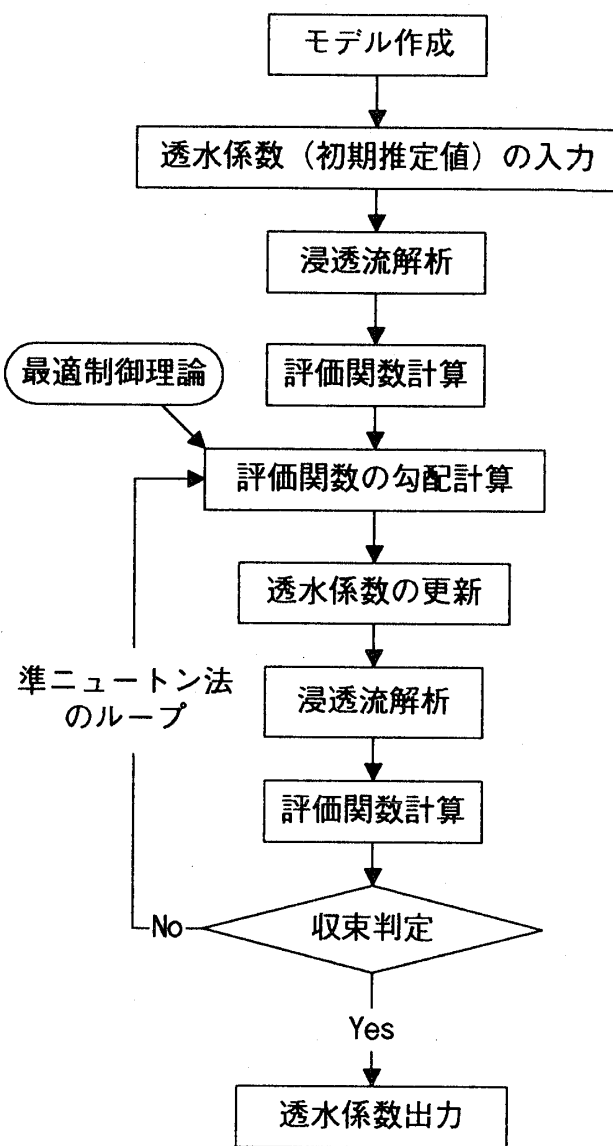 モデル作成
透水係数（初期推定値）の入力
浸透流解析
評価関数計算
最適制御理論
評価関数の勾配計算
透水係数の更新
準ニュートン法
のループ
浸透流解析
評価関数計算
収束判定
No
Yes
透水係数出力